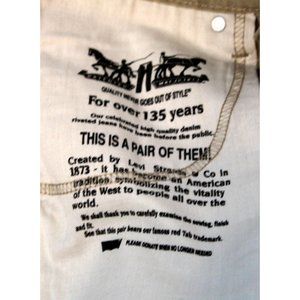 QUALITY NEVER GOES OUT OF STYLE
For over 135 years
Our celebrated high quality denim
riveted jeans have been before the public.
THIS IS A PAIR OF THEM!
Created by Levi Strauss & Co in
1873 - it has become an American
tradition, symbolizing the vitality
of the West to people all over the
world.
We shall thank you to carefully examine the sewing, finish
and fit.
See that this pair bears our famous red Tab trademark.
PLEASE DONATE WHEN NO LONGER NEEDED